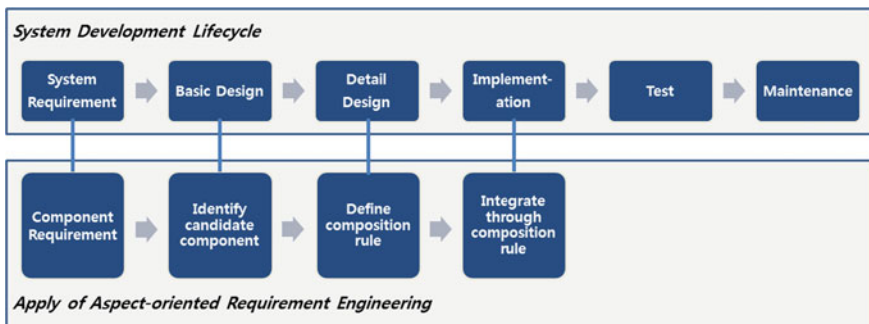 System Development Lifecycle
System
Requirement
Basic Design
Detail
Design
Implement-
ation
Test
Maintenance
Component
Requirement
Identify
candidate
component
Define
composition
rule
Integrate
through
composition
rule
Apply of Aspect-oriented Requirement Engineering